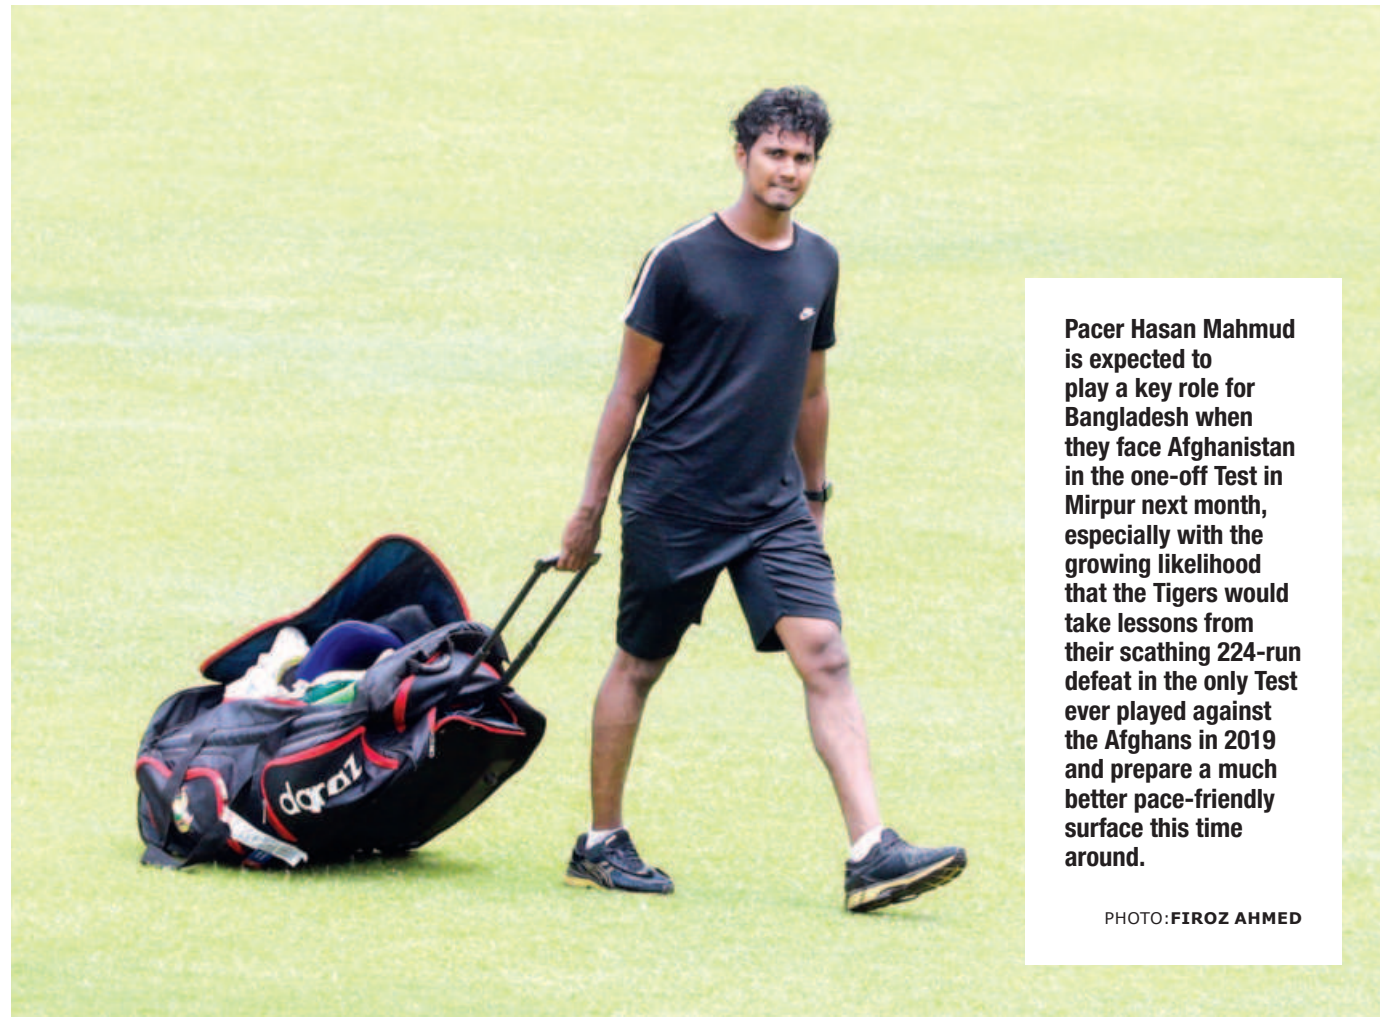 daraz
Pacer Hasan Mahmud
is expected to
play a key role for
Bangladesh when
they face Afghanistan
in the one-off Test in
Mirpur next month,
especially with the
growing likelihood
that the Tigers would
take lessons from
their scathing 224-run
defeat in the only Test
ever played against
the Afghans in 2019
and prepare a much
better pace-friendly
surface this time
around.
PHOTO:FIROZ AHMED